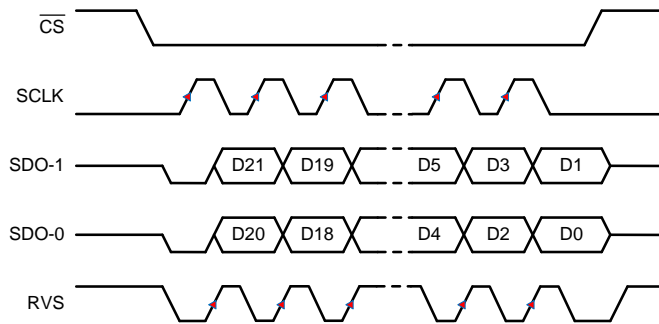 CS
SCLK
SDO-1 D21 D19 D5 D3 D1
SDO-0 D20 D18 D4 D2 D0
RVS